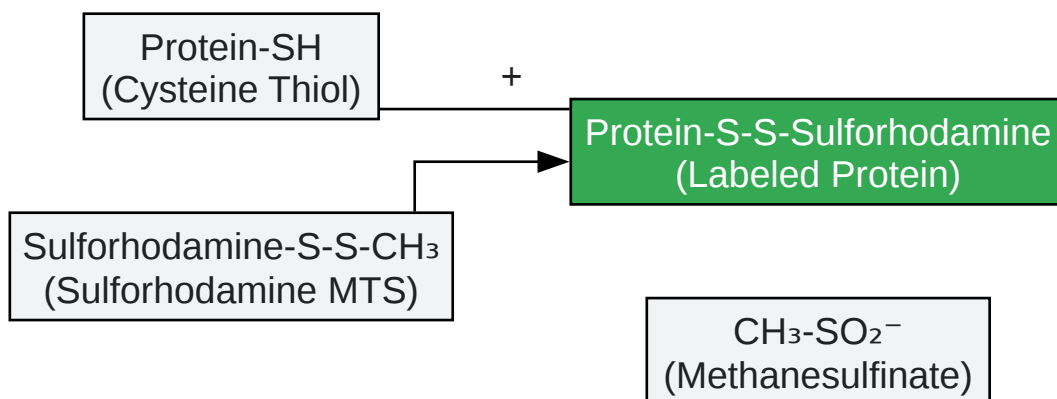 Protein-SH
(Cysteine Thiol)
+
Protein-S-S-Sulforhodamine
(Labeled Protein)
Sulforhodamine-S-S-CH₃
(Sulforhodamine MTS)
CH₃-SO₂⁻
(Methanesulfinate)